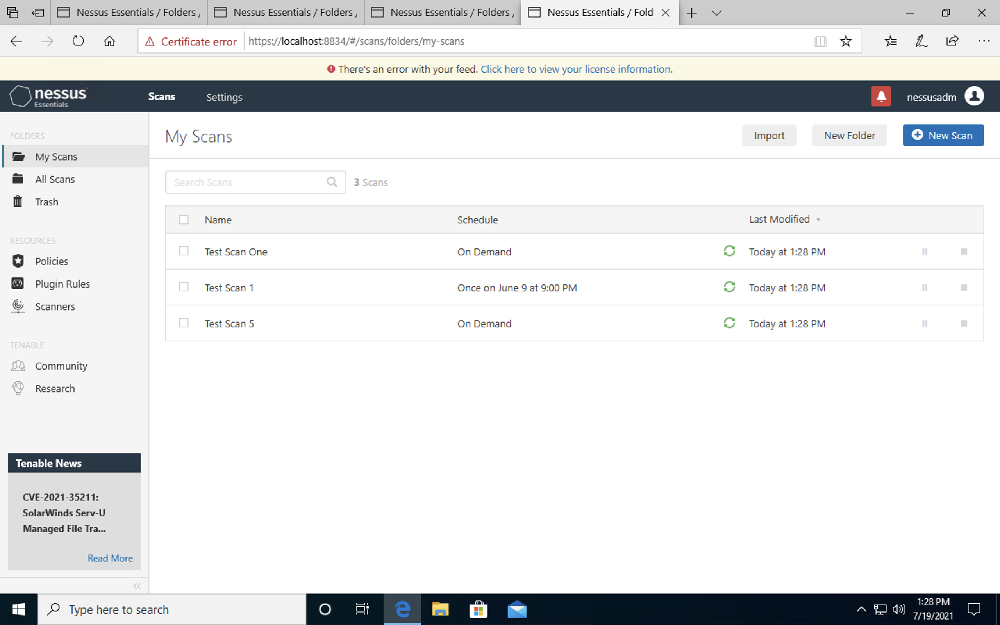 Nessus Essentials / Folders /
Nessus Essentials / Folders /
Nessus Essentials / Folders /
Nessus Essentials / Fold
Certificate error
https://localhost:8834/#/scans/folders/my-scans
There's an error with your feed. Click here to view your license information.
nessus
Essentials
Scans
Settings
nessusadm
FOLDERS
My Scans
All Scans
Trash
RESOURCES
Policies
Plugin Rules
Scanners
TENABLE
Community
Research
Tenable News
CVE-2021-35211:
SolarWinds Serv-U
Managed File Tra...
Read More
My Scans
Import
New Folder
New Scan
Search Scans
3 Scans
Name Schedule Last Modified
Test Scan One On Demand Today at 1:28 PM
Test Scan 1 Once on June 9 at 9:00 PM Today at 1:28 PM
Test Scan 5 On Demand Today at 1:28 PM
Type here to search
1:28 PM
7/19/2021